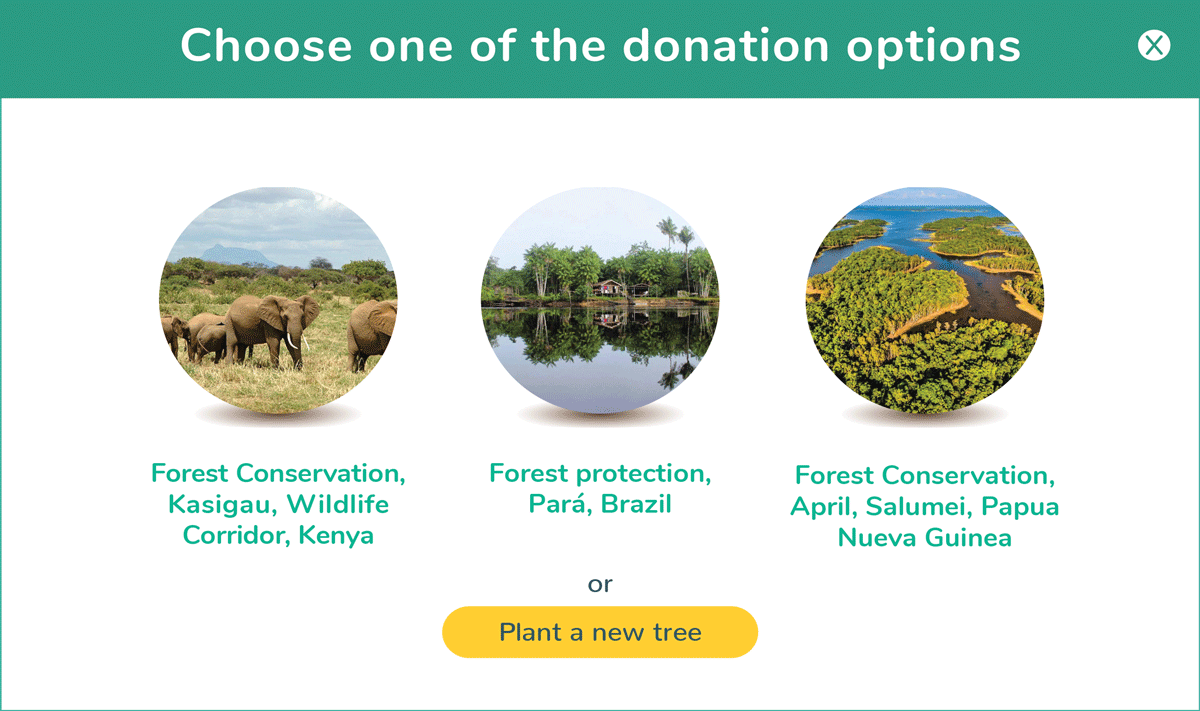 Choose one of the donation options
X
Forest Conservation,
Kasigau, Wildlife
Corridor, Kenya
Forest protection,
Pará, Brazil
Forest Conservation,
April, Salumei, Papua
Nueva Guinea
or
Plant a new tree